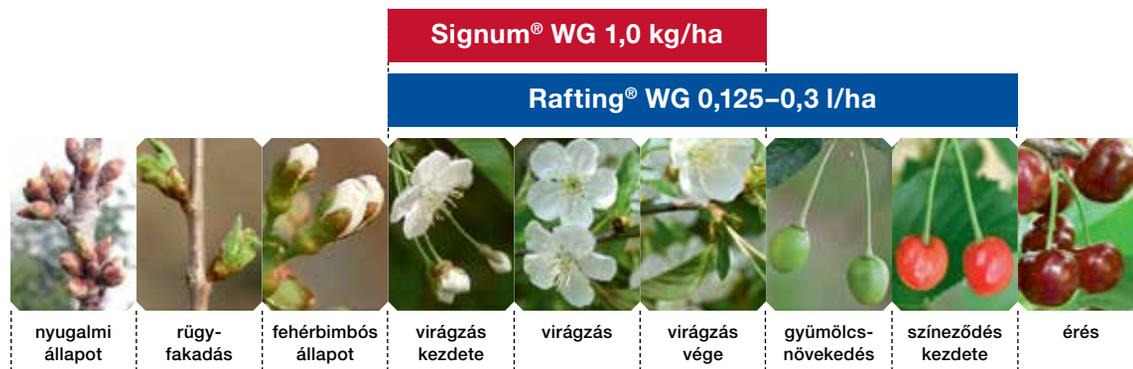 Signum® WG 1,0 kg/ha
Rafting® WG 0,125–0,3 l/ha
nyugalmi
állapot
rügy-
fakadás
fehérbimbós
állapot
virágzás
kezdete
virágzás
virágzás
vége
gyümölcs-
növekedés
színeződés
kezdete
érés